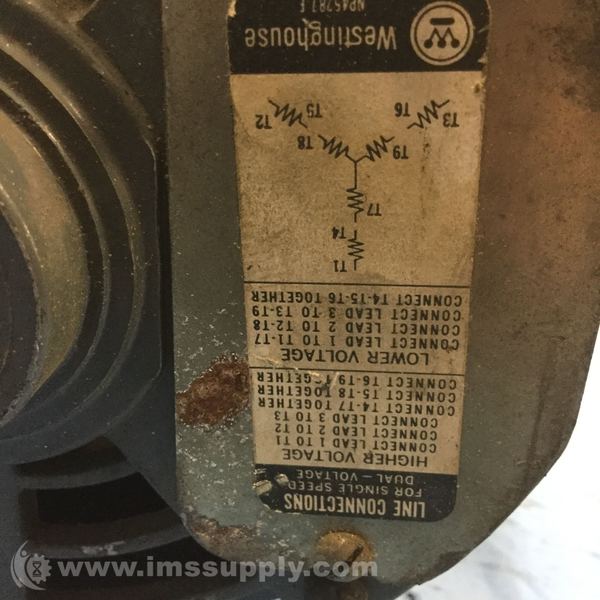 LINE CONNECTIONS
FOR SINGLE SPEED
DUAL - VOLTAGE
HIGHER VOLTAGE
CONNECT LEAD 1 TO T1
CONNECT LEAD 2 TO T2
CONNECT LEAD 3 TO T3
CONNECT T4-T7 TOGETHER
CONNECT T5-T8 TOGETHER
CONNECT T6-T9 TOGETHER
LOWER VOLTAGE
CONNECT LEAD 1 TO T1-T7
CONNECT LEAD 2 TO T2-T8
CONNECT LEAD 3 TO T3-T9
CONNECT T4-T5-T6 TOGETHER
T1
T4
T7
T9 T8
T3 T6 T5 T2
W Westinghouse
NP45287 F
www.imssupply.com/